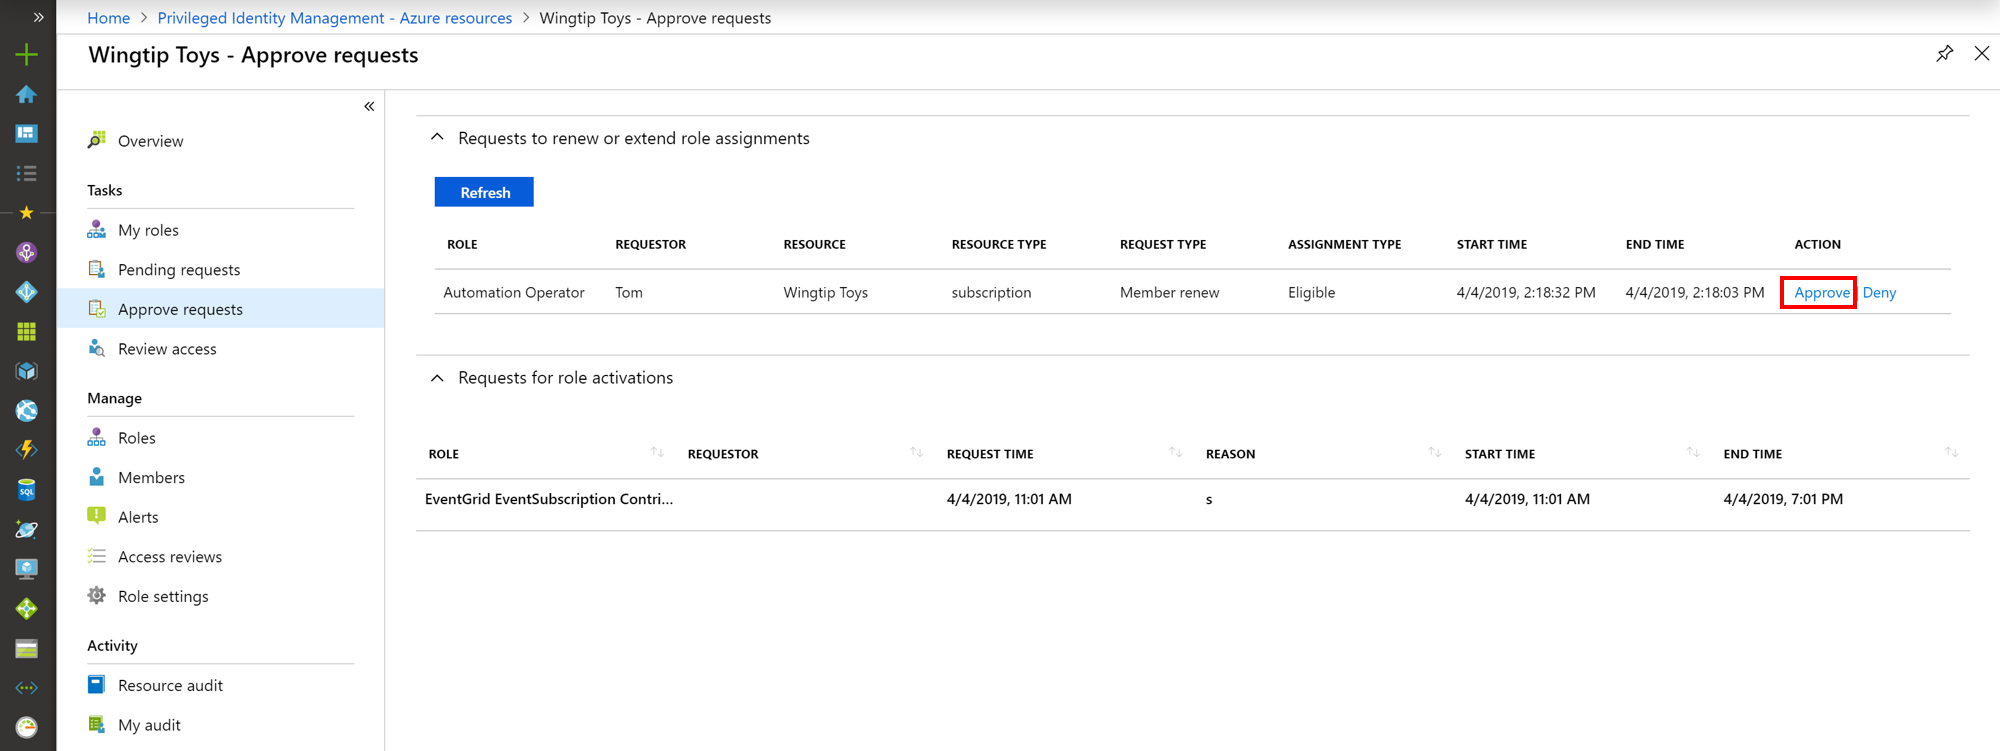 Home > Privileged Identity Management - Azure resources > Wingtip Toys - Approve requests
Wingtip Toys - Approve requests
Overview
Tasks
My roles
Pending requests
Approve requests
Review access
Manage
Roles
Members
Alerts
Access reviews
Role settings
Activity
Resource audit
My audit
Requests to renew or extend role assignments
Refresh
ROLE REQUESTOR RESOURCE RESOURCE TYPE REQUEST TYPE ASSIGNMENT TYPE START TIME END TIME ACTION
Automation Operator Tom Wingtip Toys subscription Member renew Eligible 4/4/2019, 2:18:32 PM 4/4/2019, 2:18:03 PM Approve Deny
Requests for role activations
ROLE REQUESTOR REQUEST TIME REASON START TIME END TIME
EventGrid EventSubscription Contri... 4/4/2019, 11:01 AM s 4/4/2019, 11:01 AM 4/4/2019, 7:01 PM
SQL